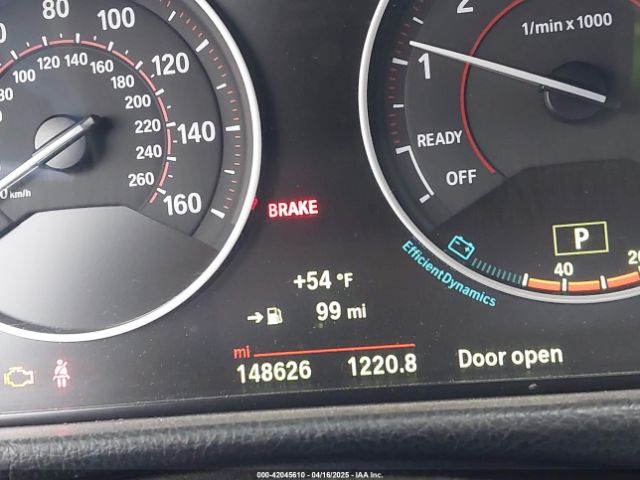 80
100
120
140
160
80 100 120 140 160 180 200 220 240 260
km/h
2
1/min x 1000
1
READY
OFF
BRAKE
P
EfficientDynamics
40
+54 °F
99 mi
mi
148626 1220.8 Door open
000-42045610 - 04/16/2025 - IAA Inc.